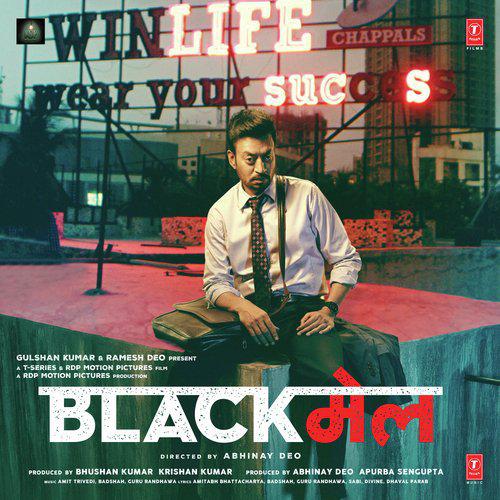 WINLIFE
CHAPPALS
wear your success
T
SERIES
FILMS
GULSHAN KUMAR & RAMESH DEO PRESENT
A T-SERIES & RDP MOTION PICTURES FILM
A RDP MOTION PICTURES PRODUCTION
BLACKमेल
DIRECTED BY ABHINAY DEO
PRODUCED BY BHUSHAN KUMAR KRISHAN KUMAR PRODUCED BY ABHINAY DEO APURBA SENGUPTA
MUSIC AMIT TRIVEDI, BADSHAH, GURU RANDHAWA LYRICS AMITABH BHATTACHARYA, BADSHAH, GURU RANDHAWA, SABI, DIVINE, DHAVAL PARAB
T
SERIES
MUSIC